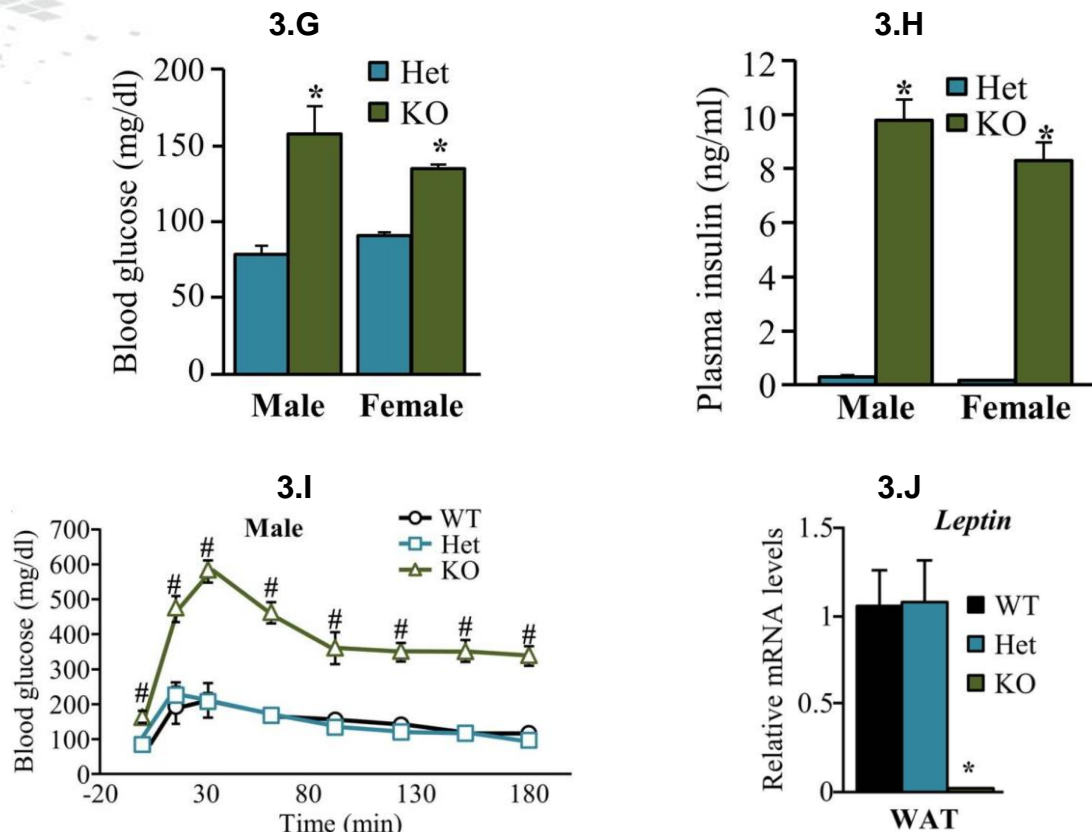 3.G
Blood glucose (mg/dl)
200
150
100
50
0
*
*
Het
KO
Male Female
3.H
Plasma insulin (ng/ml)
12
10
8
6
4
2
0
*
*
Het
KO
Male Female
3.I
Male
Blood glucose (mg/dl)
700
600
500
400
300
200
100
0
# # # # # # # #
WT
Het
KO
-20 30 80 130 180
Time (min)
3.J
Leptin
Relative mRNA levels
1.5
1
0.5
0
*
WT
Het
KO
WAT